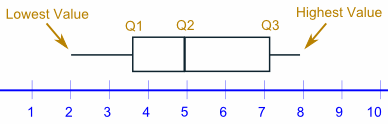 Lowest Value
Q1 Q2 Q3
Highest Value
1 2 3 4 5 6 7 8 9 10